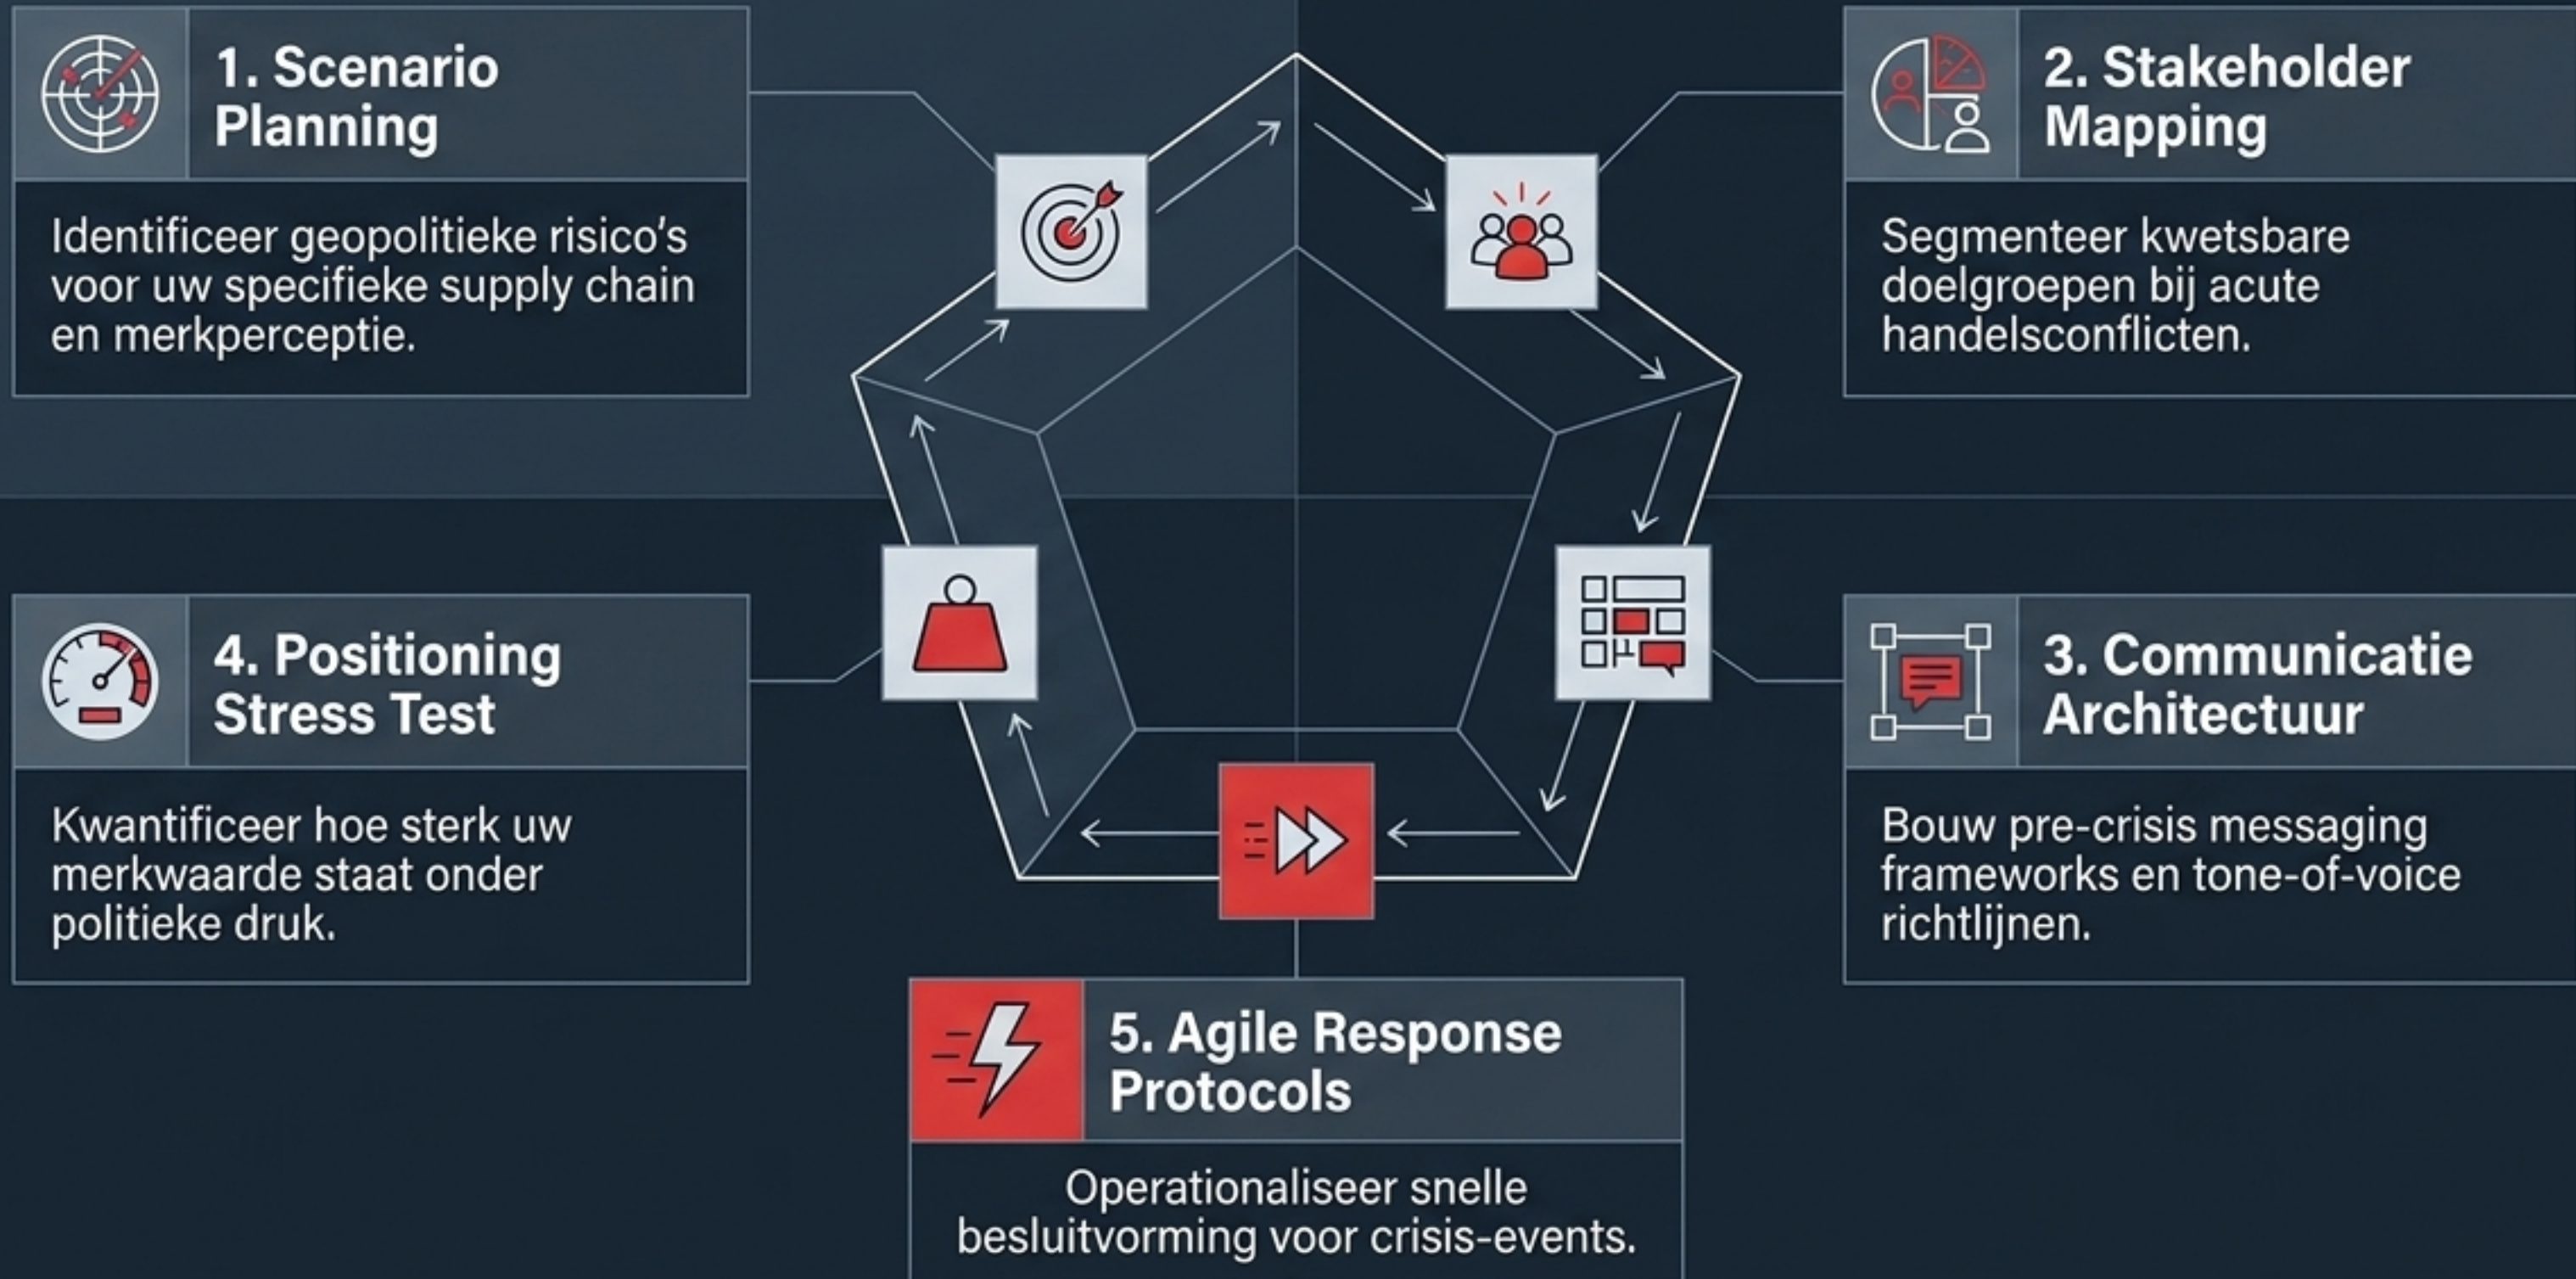 1. Scenario
Planning
Identificeer geopolitieke risico's
voor uw specifieke supply chain
en merkperceptie.
2. Stakeholder
Mapping
Segmenteer kwetsbare
doelgroepen bij acute
handelsconflicten.
3. Communicatie
Architectuur
Bouw pre-crisis messaging
frameworks en tone-of-voice
richtlijnen.
4. Positioning
Stress Test
Kwantificeer hoe sterk uw
merkwaarde staat onder
politieke druk.
5. Agile Response
Protocols
Operationaliseer snelle
besluitvorming voor crisis-events.